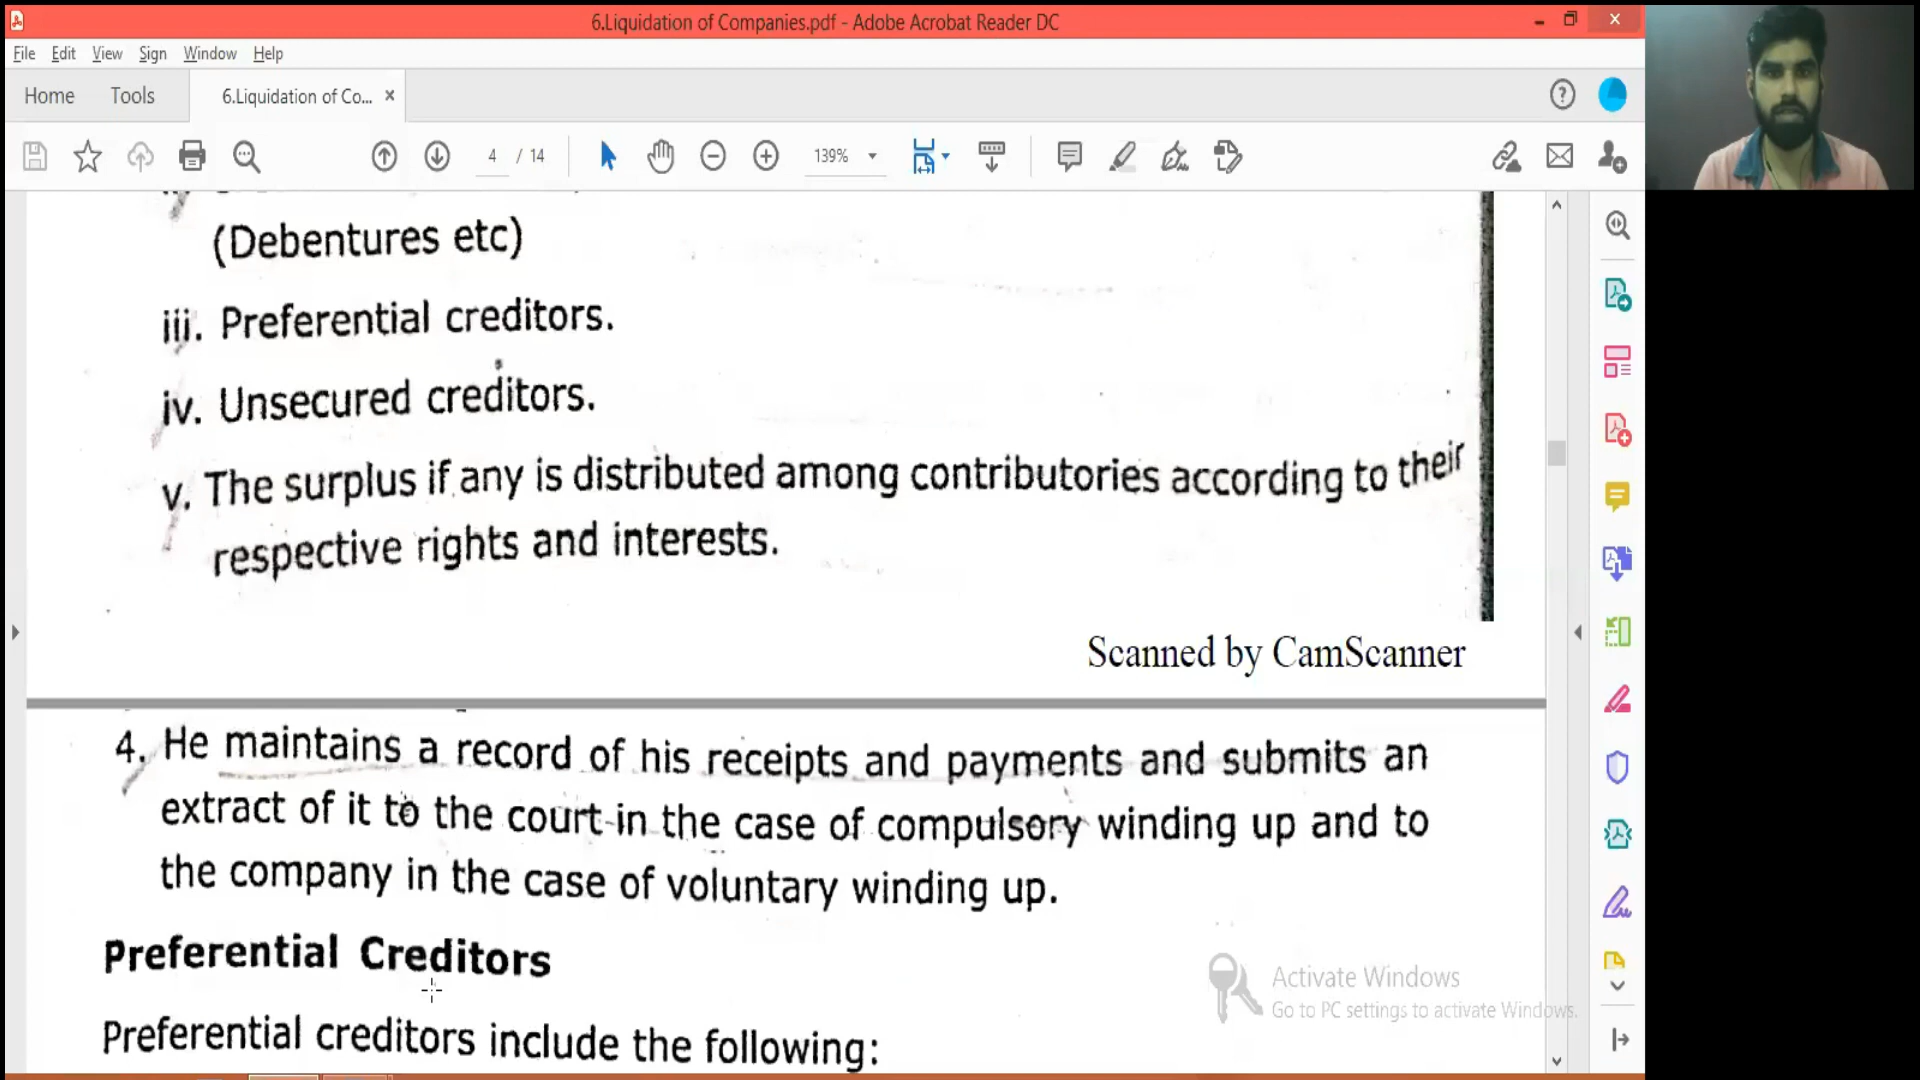 6.Liquidation of Companies.pdf - Adobe Acrobat Reader DC
File Edit View Sign Window Help
Home Tools 6.Liquidation of Co...
4 / 14 139%
(Debentures etc)
iii. Preferential creditors.
iv. Unsecured creditors.
v. The surplus if any is distributed among contributories according to their
respective rights and interests.
Scanned by CamScanner
4. He maintains a record of his receipts and payments and submits an
extract of it to the court in the case of compulsory winding up and to
the company in the case of voluntary winding up.
Preferential Creditors
Preferential creditors include the following:
Activate Windows
Go to PC settings to activate Windows.